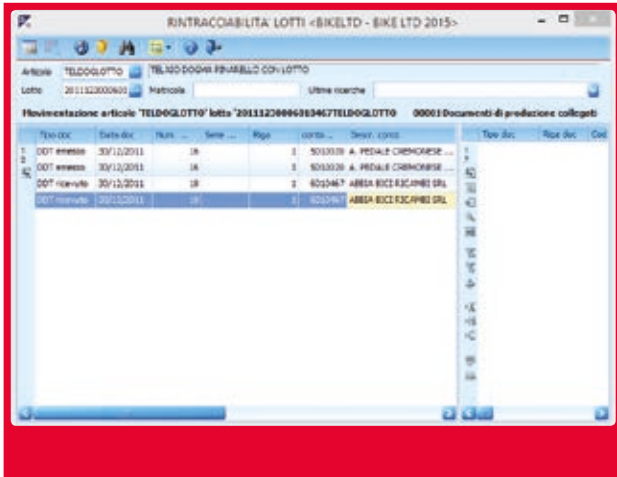 RINTRACCIABILITA' LOTTI <BIKELTD - BIKE LTD 2015>
Articolo TELDOGLOTTO TELAIO DOGMA PINARELLO CON LOTTO
Lotto Matricola Ultime ricerche
Movimentazione articolo 'TELDOGLOTTO' lotto Documenti di produzione collegati
Tipo doc Data doc Num. ... Serie ... Riga conto ... Descr. conto Tipo doc Riga doc Cod
DDT emesso 30/12/2011 16 1 A. PEDALE CREMONESE ...
DDT emesso 30/12/2011 16 1 A. PEDALE CREMONESE ...
DDT ricevuto 30/12/2011 ABBIA BICI RICAMBI SRL
DDT ricevuto 30/12/2011 ABBIA BICI RICAMBI SRL